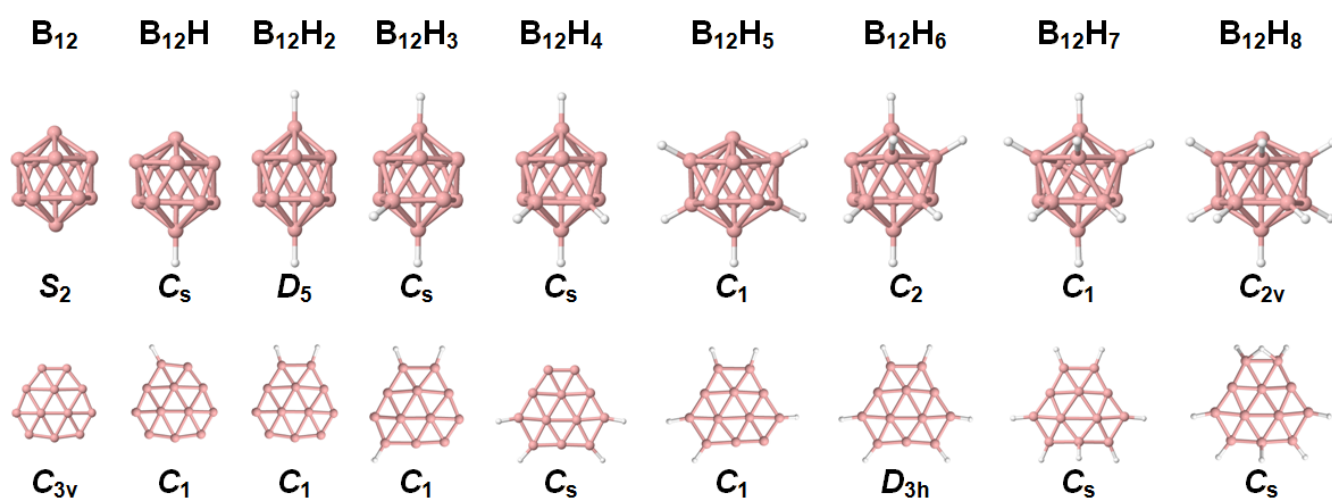 B₁₂ B₁₂H B₁₂H₂ B₁₂H₃ B₁₂H₄ B₁₂H₅ B₁₂H₆ B₁₂H₇ B₁₂H₈
S₂ Cₛ D₅ Cₛ Cₛ C₁ C₂ C₁ C₂ᵥ
C₃ᵥ C₁ C₁ C₁ Cₛ C₁ D₃ₕ Cₛ Cₛ